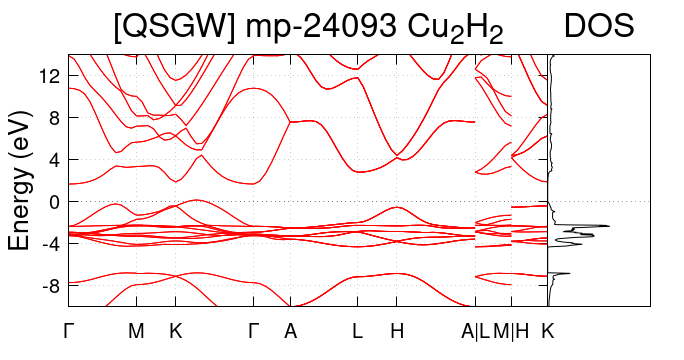 [QSGW] mp-24093 Cu₂H₂ DOS
Energy (eV)
12
8
4
0
-4
-8
Γ M K Γ A L H A|L M|H K